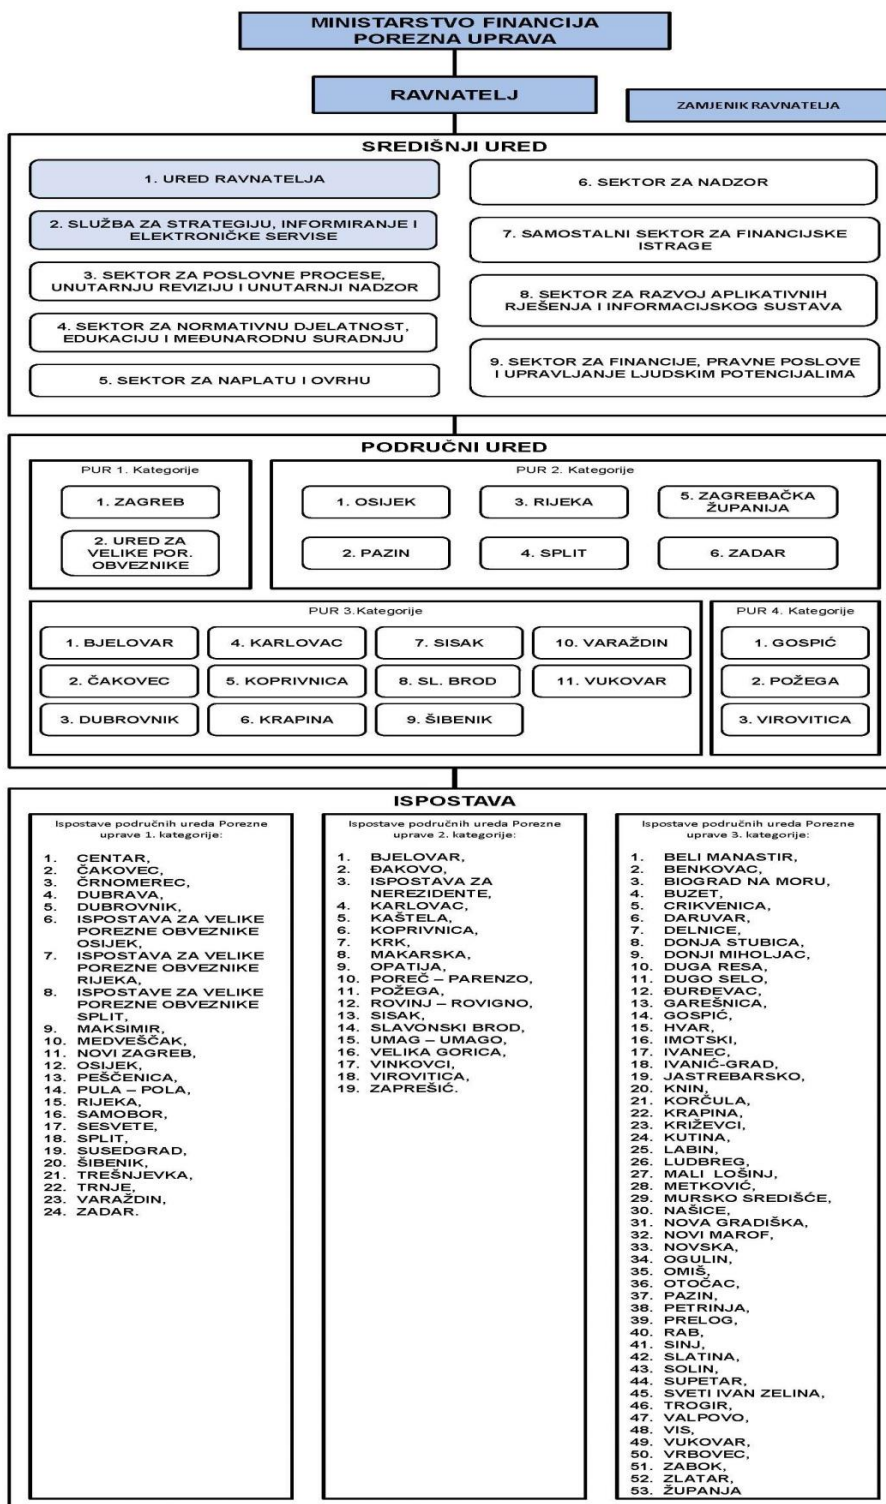 MINISTARSTVO FINANCIJA
POREZNA UPRAVA
RAVNATELJ
ZAMJENIK RAVNATELJA
SREDIŠNJI URED
1. URED RAVNATELJA
2. SLUŽBA ZA STRATEGIJU, INFORMIRANJE I
ELEKTRONIČKE SERVISE
3. SEKTOR ZA POSLOVNE PROCESE,
UNUTARNJU REVIZIJU I UNUTARNJI NADZOR
4. SEKTOR ZA NORMATIVNU DJELATNOST,
EDUKACIJU I MEĐUNARODNU SURADNJU
5. SEKTOR ZA NAPLATU I OVRHU
6. SEKTOR ZA NADZOR
7. SAMOSTALNI SEKTOR ZA FINANCIJSKE
ISTRAGE
8. SEKTOR ZA RAZVOJ APLIKATIVNIH
RJEŠENJA I INFORMACIJSKOG SUSTAVA
9. SEKTOR ZA FINANCIJE, PRAVNE POSLOVE
I UPRAVLJANJE LJUDSKIM POTENCIJALIMA
PODRUČNI URED
PUR 1. Kategorije
1. ZAGREB
2. URED ZA
VELIKE POR.
OBVEZNIKE
PUR 2. Kategorije
1. OSIJEK
3. RIJEKA
5. ZAGREBAČKA
ŽUPANIJA
2. PAZIN
4. SPLIT
6. ZADAR
PUR 3.Kategorije
1. BJELOVAR
4. KARLOVAC
7. SISAK
10. VARAŽDIN
2. ČAKOVEC
5. KOPRIVNICA
8. SL. BROD
11. VUKOVAR
3. DUBROVNIK
6. KRAPINA
9. ŠIBENIK
PUR 4. Kategorije
1. GOSPIĆ
2. POŽEGA
3. VIROVITICA
ISPOSTAVA
Ispostave područnih ureda Porezne
uprave 1. kategorije:
1. CENTAR,
2. ČAKOVEC,
3. ČRNOMEREC,
4. DUBRAVA,
5. DUBROVNIK,
6. ISPOSTAVA ZA VELIKE
POREZNE OBVEZNIKE
OSIJEK,
7. ISPOSTAVA ZA VELIKE
POREZNE OBVEZNIKE
RIJEKA,
8. ISPOSTAVE ZA VELIKE
POREZNE OBVEZNIKE
SPLIT,
9. MAKSIMIR,
10. MEDVEŠČAK,
11. NOVI ZAGREB,
12. OSIJEK,
13. PEŠČENICA,
14. PULA – POLA,
15. RIJEKA,
16. SAMOBOR,
17. SESVETE,
18. SPLIT,
19. SUSEDGRAD,
20. ŠIBENIK,
21. TREŠNJEVKA,
22. TRNJE,
23. VARAŽDIN,
24. ZADAR.
Ispostave područnih ureda Porezne
uprave 2. kategorije:
1. BJELOVAR,
2. ĐAKOVO,
3. ISPOSTAVA ZA
NEREZIDENTE,
4. KARLOVAC,
5. KAŠTELA,
6. KOPRIVNICA,
7. KRK,
8. MAKARSKA,
9. OPATIJA,
10. POREČ – PARENZO,
11. POŽEGA,
12. ROVINJ – ROVIGNO,
13. SISAK,
14. SLAVONSKI BROD,
15. UMAG – UMAGO,
16. VELIKA GORICA,
17. VINKOVCI,
18. VIROVITICA,
19. ZAPREŠIĆ.
Ispostave područnih ureda Porezne
uprave 3. kategorije:
1. BELI MANASTIR,
2. BENKOVAC,
3. BIOGRAD NA MORU,
4. BUZET,
5. CRIKVENICA,
6. DARUVAR,
7. DELNICE,
8. DONJA STUBICA,
9. DONJI MIHOLJAC,
10. DUGA RESA,
11. DUGO SELO,
12. ĐURĐEVAC,
13. GAREŠNICA,
14. GOSPIĆ,
15. HVAR,
16. IMOTSKI,
17. IVANEC,
18. IVANIĆ-GRAD,
19. JASTREBARSKO,
20. KNIN,
21. KORČULA,
22. KRAPINA,
23. KRIŽEVCI,
24. KUTINA,
25. LABIN,
26. LUDBREG,
27. MALI LOŠINJ,
28. METKOVIĆ,
29. MURSKO SREDIŠĆE,
30. NAŠICE,
31. NOVA GRADIŠKA,
32. NOVI MAROF,
33. NOVSKA,
34. OGULIN,
35. OMIŠ,
36. OTOČAC,
37. PAZIN,
38. PETRINJA,
39. PRELOG,
40. RAB,
41. SINJ,
42. SLATINA,
43. SOLIN,
44. SUPETAR,
45. SVETI IVAN ZELINA,
46. TROGIR,
47. VALPOVO,
48. VIS,
49. VUKOVAR,
50. VRBOVEC,
51. ZABOK,
52. ZLATAR,
53. ŽUPANJA